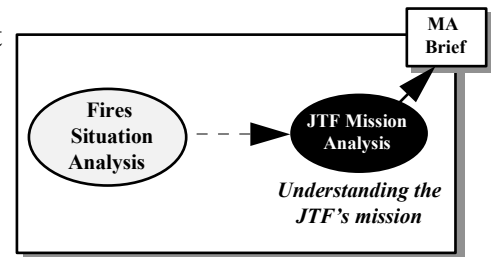 MA
Brief
t
Fires
Situation
Analysis
JTF Mission
Analysis
Understanding the
JTF's mission